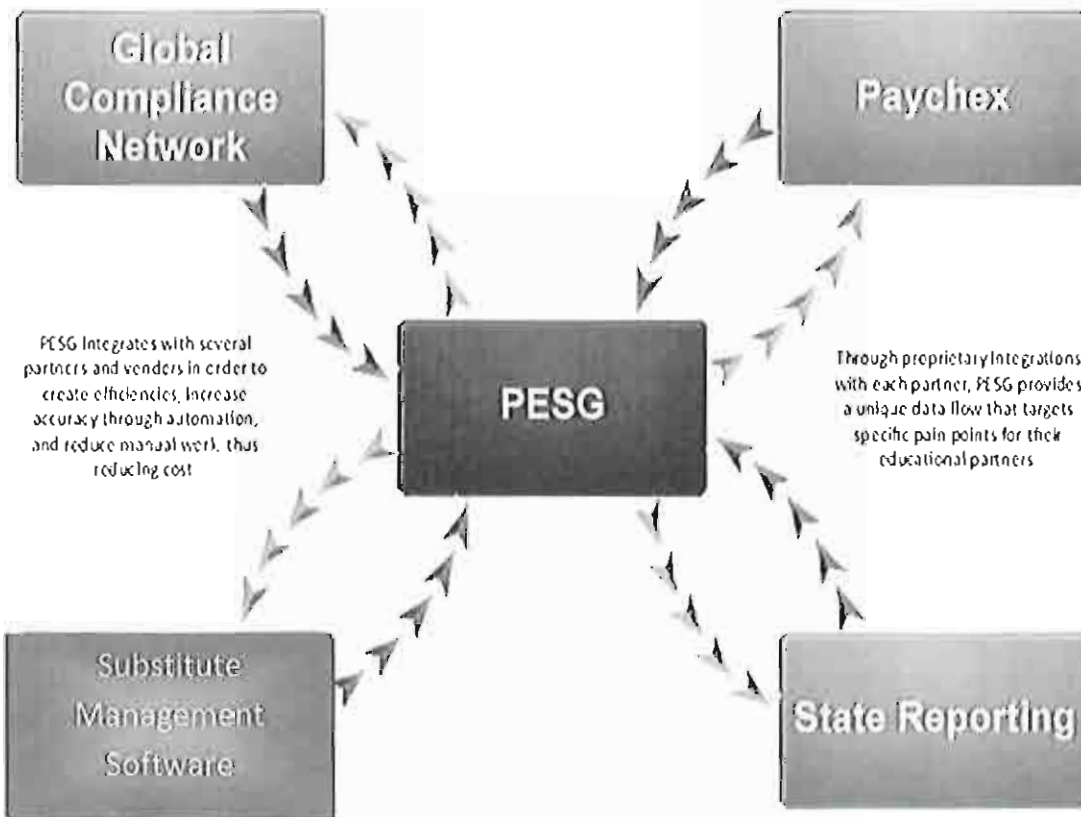 Global
Compliance
Network
Paychex
PESG Integrates with several
partners and venders in order to
create efficiencies, increase
accuracy through automation,
and reduce manual work, thus
reducing cost
PESG
Through proprietary integrations
with each partner, PESG provides
a unique data flow that targets
specific pain points for their
educational partners
Substitute
Management
Software
State Reporting